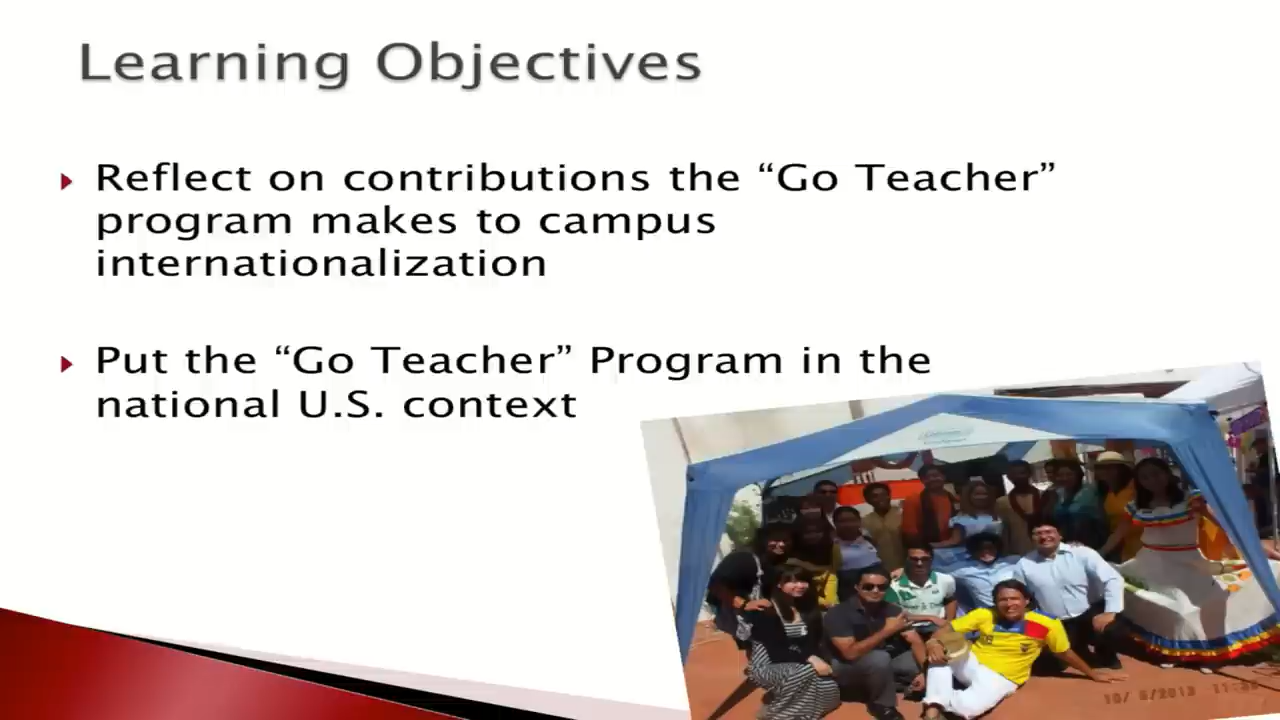 Learning Objectives
Reflect on contributions the “Go Teacher”
program makes to campus
internationalization
Put the “Go Teacher” Program in the
national U.S. context